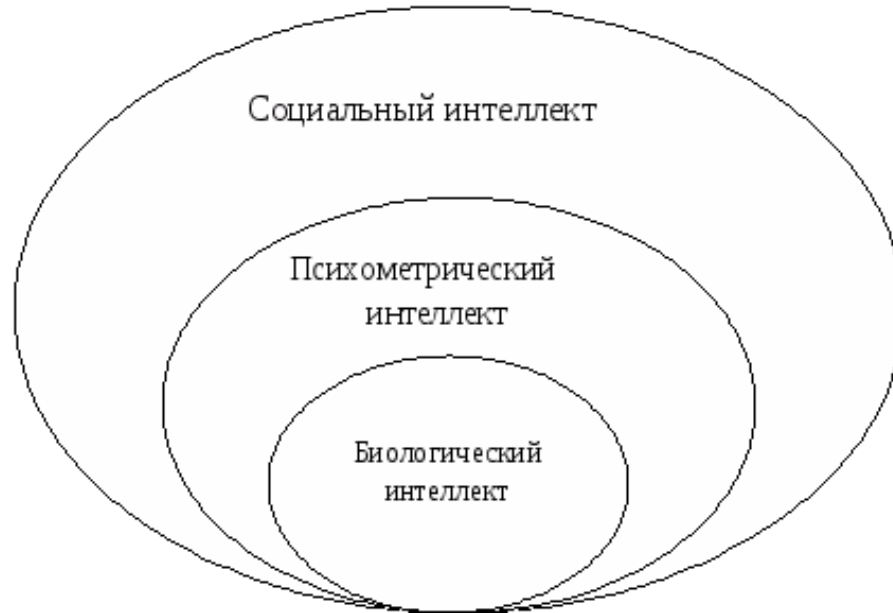 Социальный интеллект
Психометрический
интеллект
Биологический
интеллект